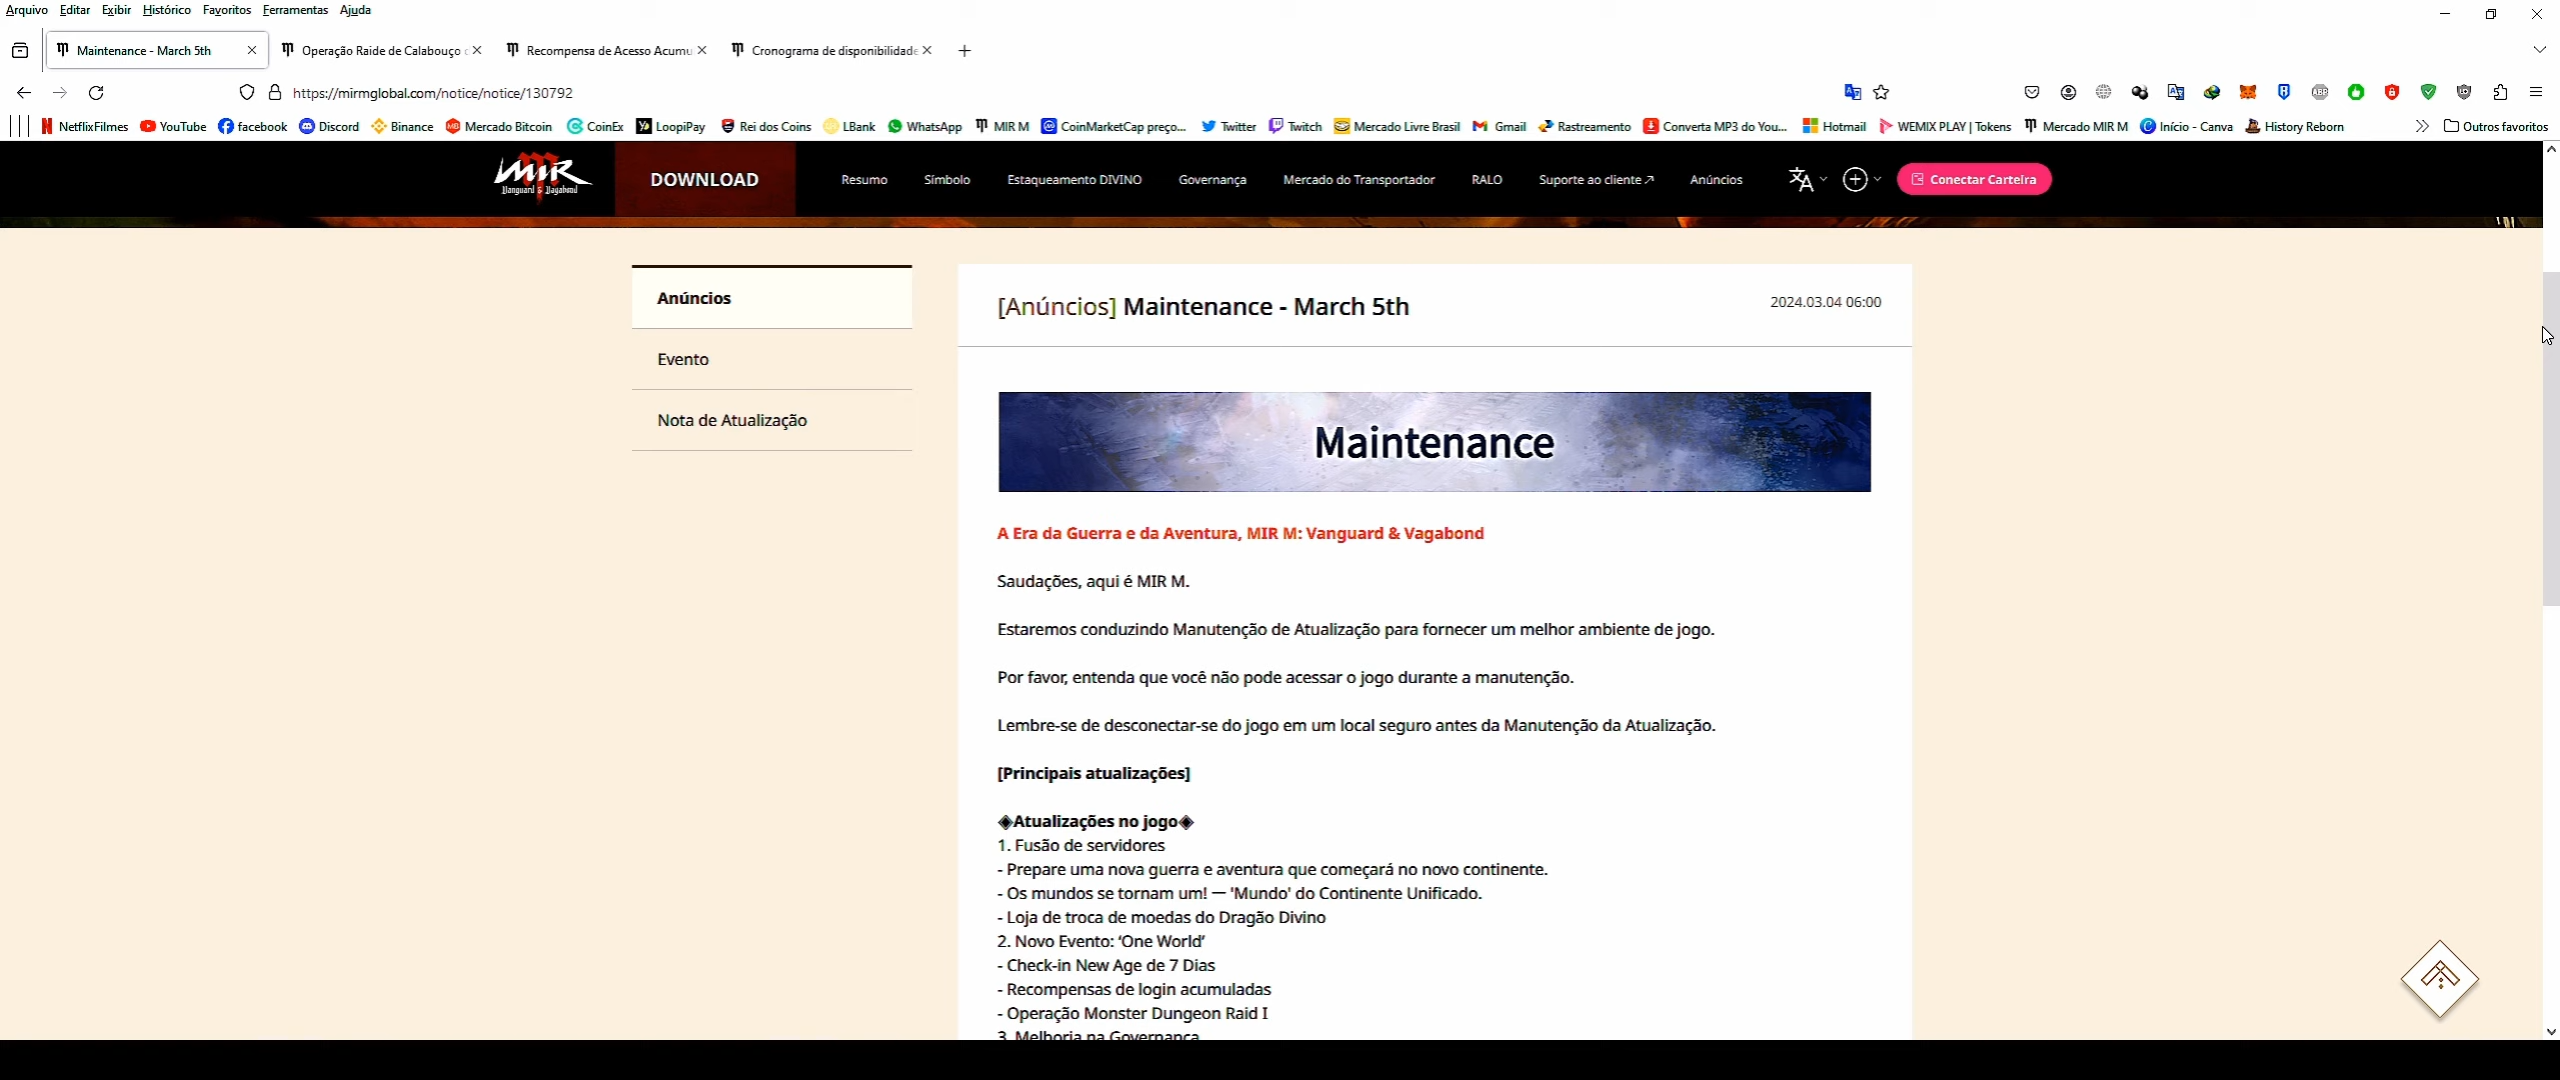 Arquivo Editar Exibir Histórico Favoritos Ferramentas Ajuda
Maintenance - March 5th
Operação Raide de Calabouço
Recompensa de Acesso Acumu
Cronograma de disponibilidade
https://mirmglobal.com/notice/notice/130792
NetflixFilmes YouTube facebook Discord Binance Mercado Bitcoin CoinEx LoopiPay Rei dos Coins LBank WhatsApp MIR M CoinMarketCap preço... Twitter Twitch Mercado Livre Brasil Gmail Rastreamento Converta MP3 do You... Hotmail WEMIX PLAY | Tokens Mercado MIR M Início - Canva History Reborn Outros favoritos
MIR
Vanguard & Vagabond
DOWNLOAD
Resumo Símbolo Estaqueamento DIVINO Governança Mercado do Transportador RALO Suporte ao cliente Anúncios
Conectar Carteira
Anúncios
Evento
Nota de Atualização
[Anúncios] Maintenance - March 5th
2024.03.04 06:00
Maintenance
A Era da Guerra e da Aventura, MIR M: Vanguard & Vagabond
Saudações, aqui é MIR M.
Estaremos conduzindo Manutenção de Atualização para fornecer um melhor ambiente de jogo.
Por favor, entenda que você não pode acessar o jogo durante a manutenção.
Lembre-se de desconectar-se do jogo em um local seguro antes da Manutenção da Atualização.
[Principais atualizações]
◈Atualizações no jogo◈
1. Fusão de servidores
- Prepare uma nova guerra e aventura que começará no novo continente.
- Os mundos se tornam um! — 'Mundo' do Continente Unificado.
- Loja de troca de moedas do Dragão Divino
2. Novo Evento: ‘One World’
- Check-in New Age de 7 Dias
- Recompensas de login acumuladas
- Operação Monster Dungeon Raid I
3. Melhoria na Governança